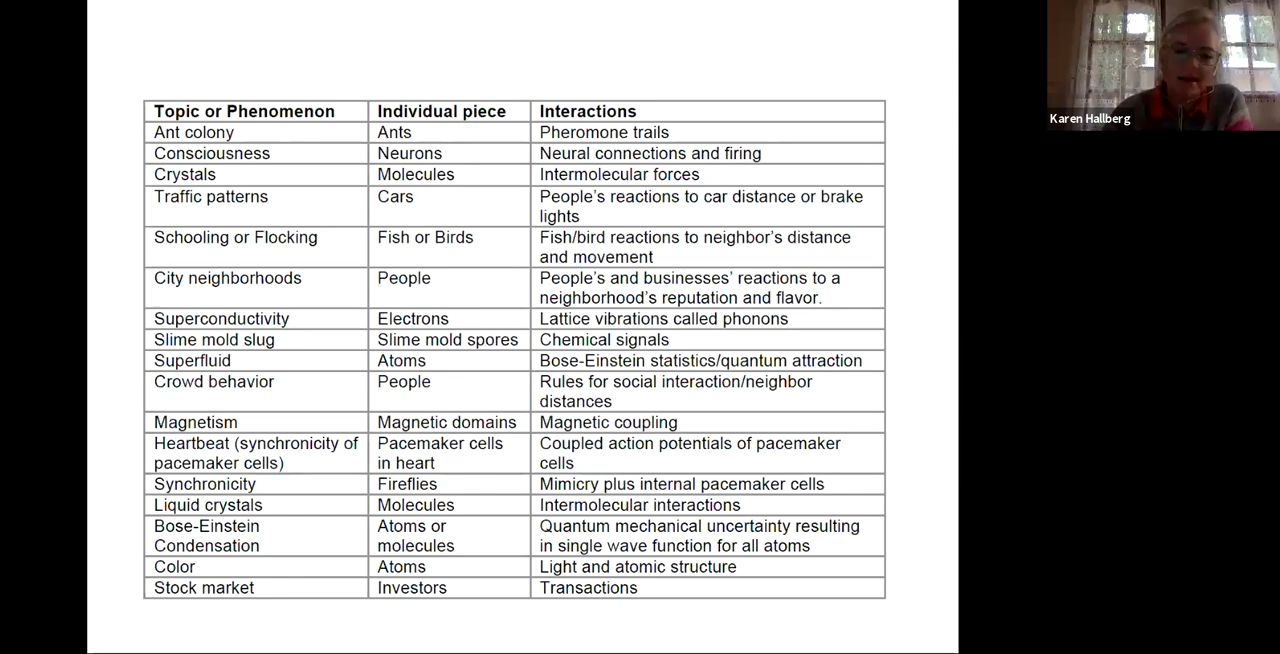 Topic or Phenomenon Individual piece Interactions
Ant colony Ants Pheromone trails
Consciousness Neurons Neural connections and firing
Crystals Molecules Intermolecular forces
Traffic patterns Cars People’s reactions to car distance or brake
lights
Schooling or Flocking Fish or Birds Fish/bird reactions to neighbor’s distance
and movement
City neighborhoods People People’s and businesses’ reactions to a
neighborhood’s reputation and flavor.
Superconductivity Electrons Lattice vibrations called phonons
Slime mold slug Slime mold spores Chemical signals
Superfluid Atoms Bose-Einstein statistics/quantum attraction
Crowd behavior People Rules for social interaction/neighbor
distances
Magnetism Magnetic domains Magnetic coupling
Heartbeat (synchronicity of Pacemaker cells Coupled action potentials of pacemaker
pacemaker cells) in heart cells
Synchronicity Fireflies Mimicry plus internal pacemaker cells
Liquid crystals Molecules Intermolecular interactions
Bose-Einstein Atoms or Quantum mechanical uncertainty resulting
Condensation molecules in single wave function for all atoms
Color Atoms Light and atomic structure
Stock market Investors Transactions
Karen Hallberg